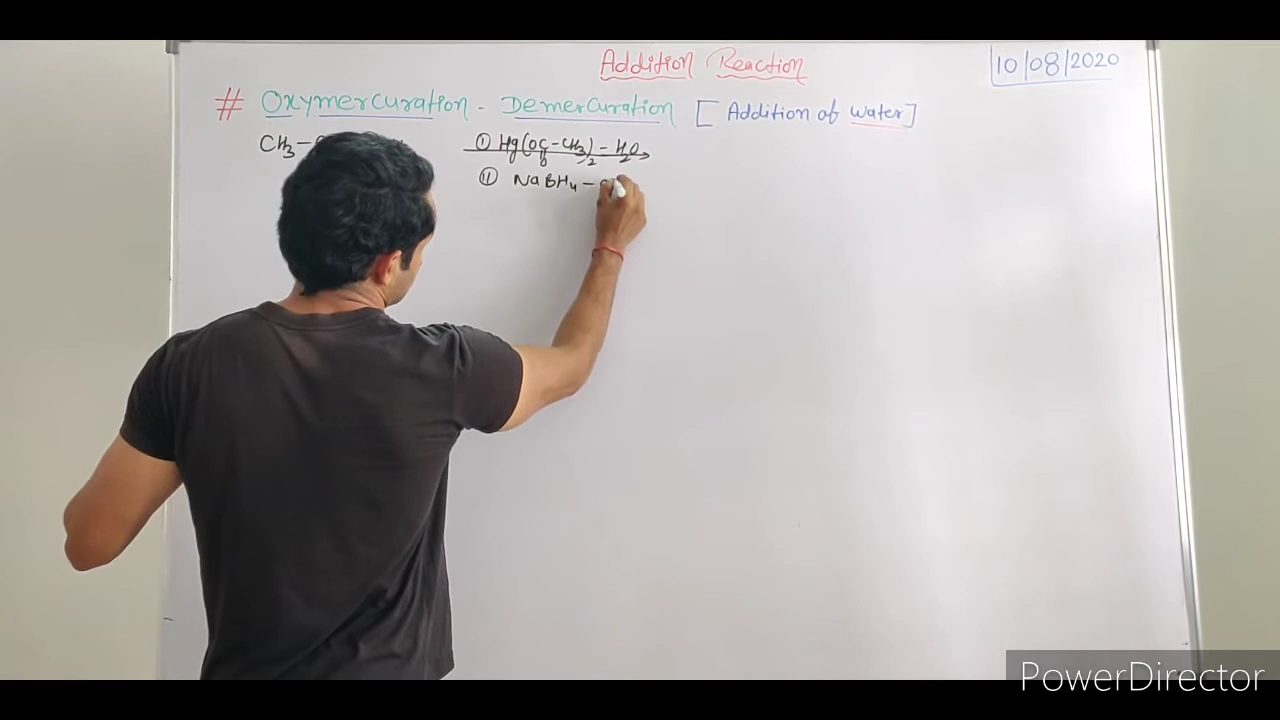 Addition Reaction
10/08/2020
# Oxymercuration - Demercuration [Addition of water]
CH3-
① Hg(OC-CH3)2 - H2O
O
② NaBH4 -
PowerDirector